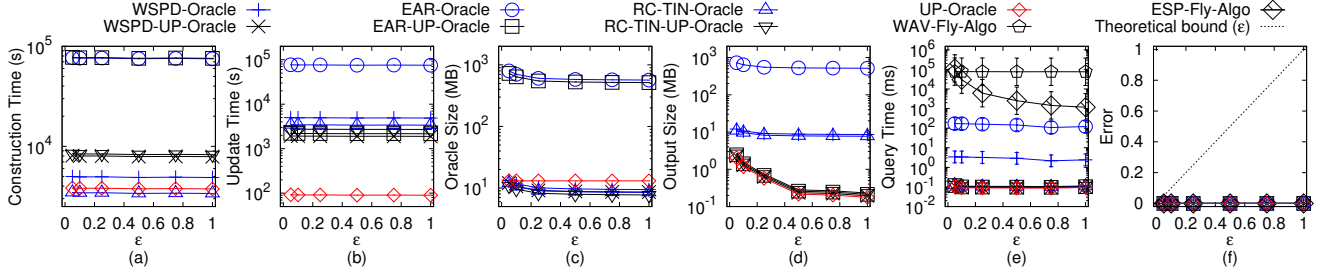 WSPD-Oracle EAR-Oracle RC-TIN-Oracle UP-Oracle ESP-Fly-Algo
WSPD-UP-Oracle EAR-UP-Oracle RC-TIN-UP-Oracle WAV-Fly-Algo Theoretical bound (ε)
Construction Time (s)
10^5
10^4
0 0.2 0.4 0.6 0.8 1
ε
(a)
Update Time (s)
10^5
10^4
10^3
10^2
0 0.2 0.4 0.6 0.8 1
ε
(b)
Oracle Size (MB)
10^3
10^2
10^1
0 0.2 0.4 0.6 0.8 1
ε
(c)
Output Size (MB)
10^3
10^2
10^1
10^0
10^-1
0 0.2 0.4 0.6 0.8 1
ε
(d)
Query Time (ms)
10^6
10^5
10^4
10^3
10^2
10^1
10^0
10^-1
10^-2
0 0.2 0.4 0.6 0.8 1
ε
(e)
Error
1
0.8
0.6
0.4
0.2
0
0 0.2 0.4 0.6 0.8 1
ε
(f)